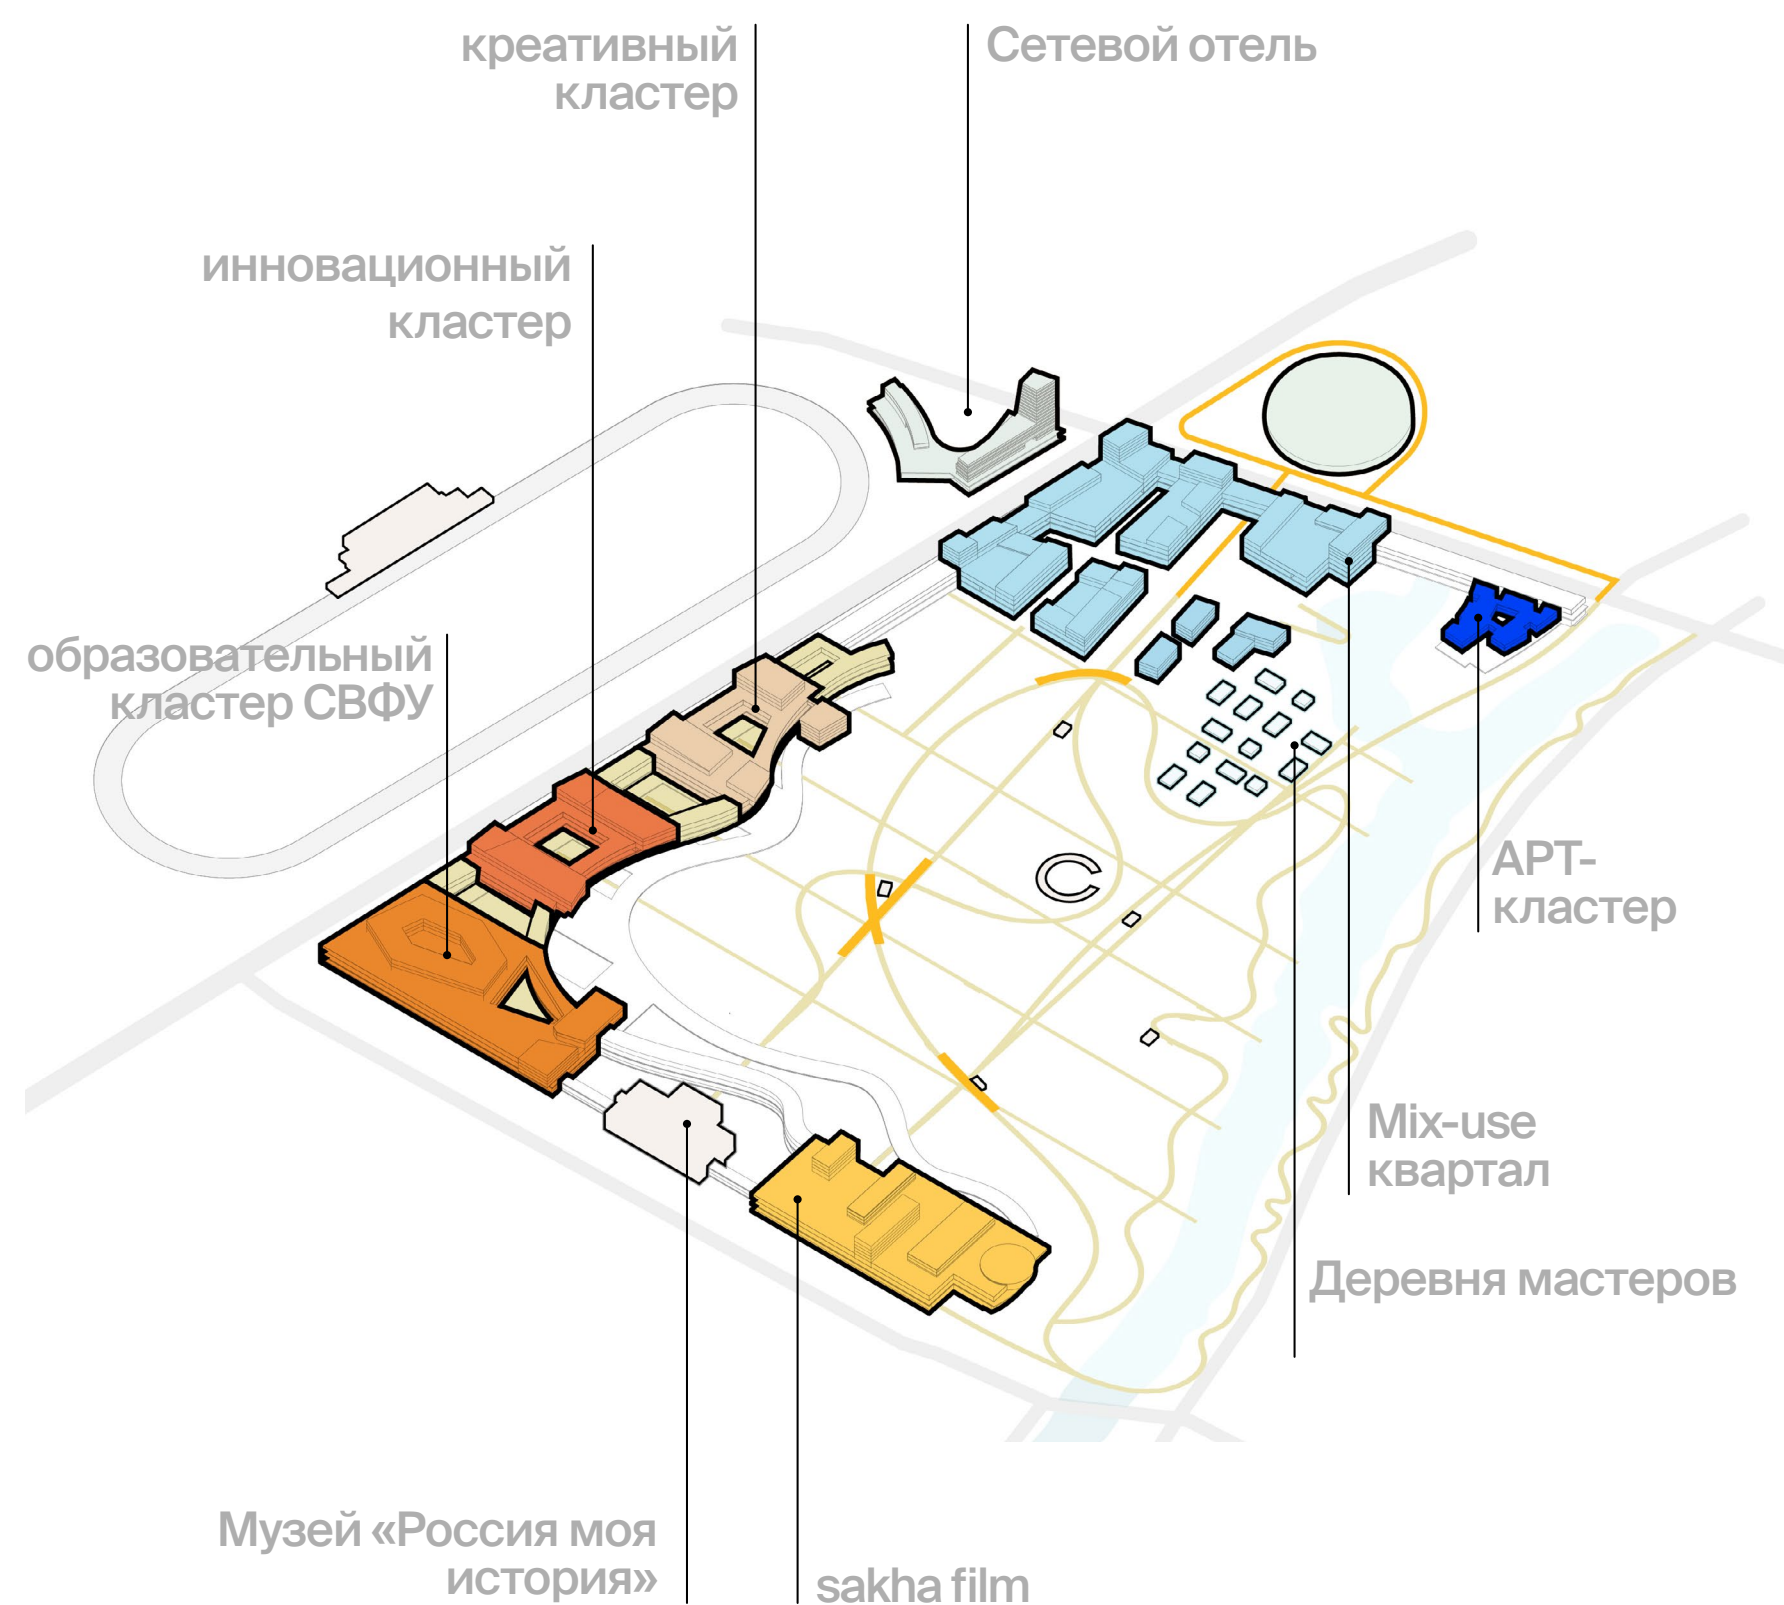 креативный
кластер
Сетевой отель
инновационный
кластер
образовательный
кластер СВФУ
АРТ-
кластер
Mix-use
квартал
Деревня мастеров
Музей «Россия моя
история»
sakha film